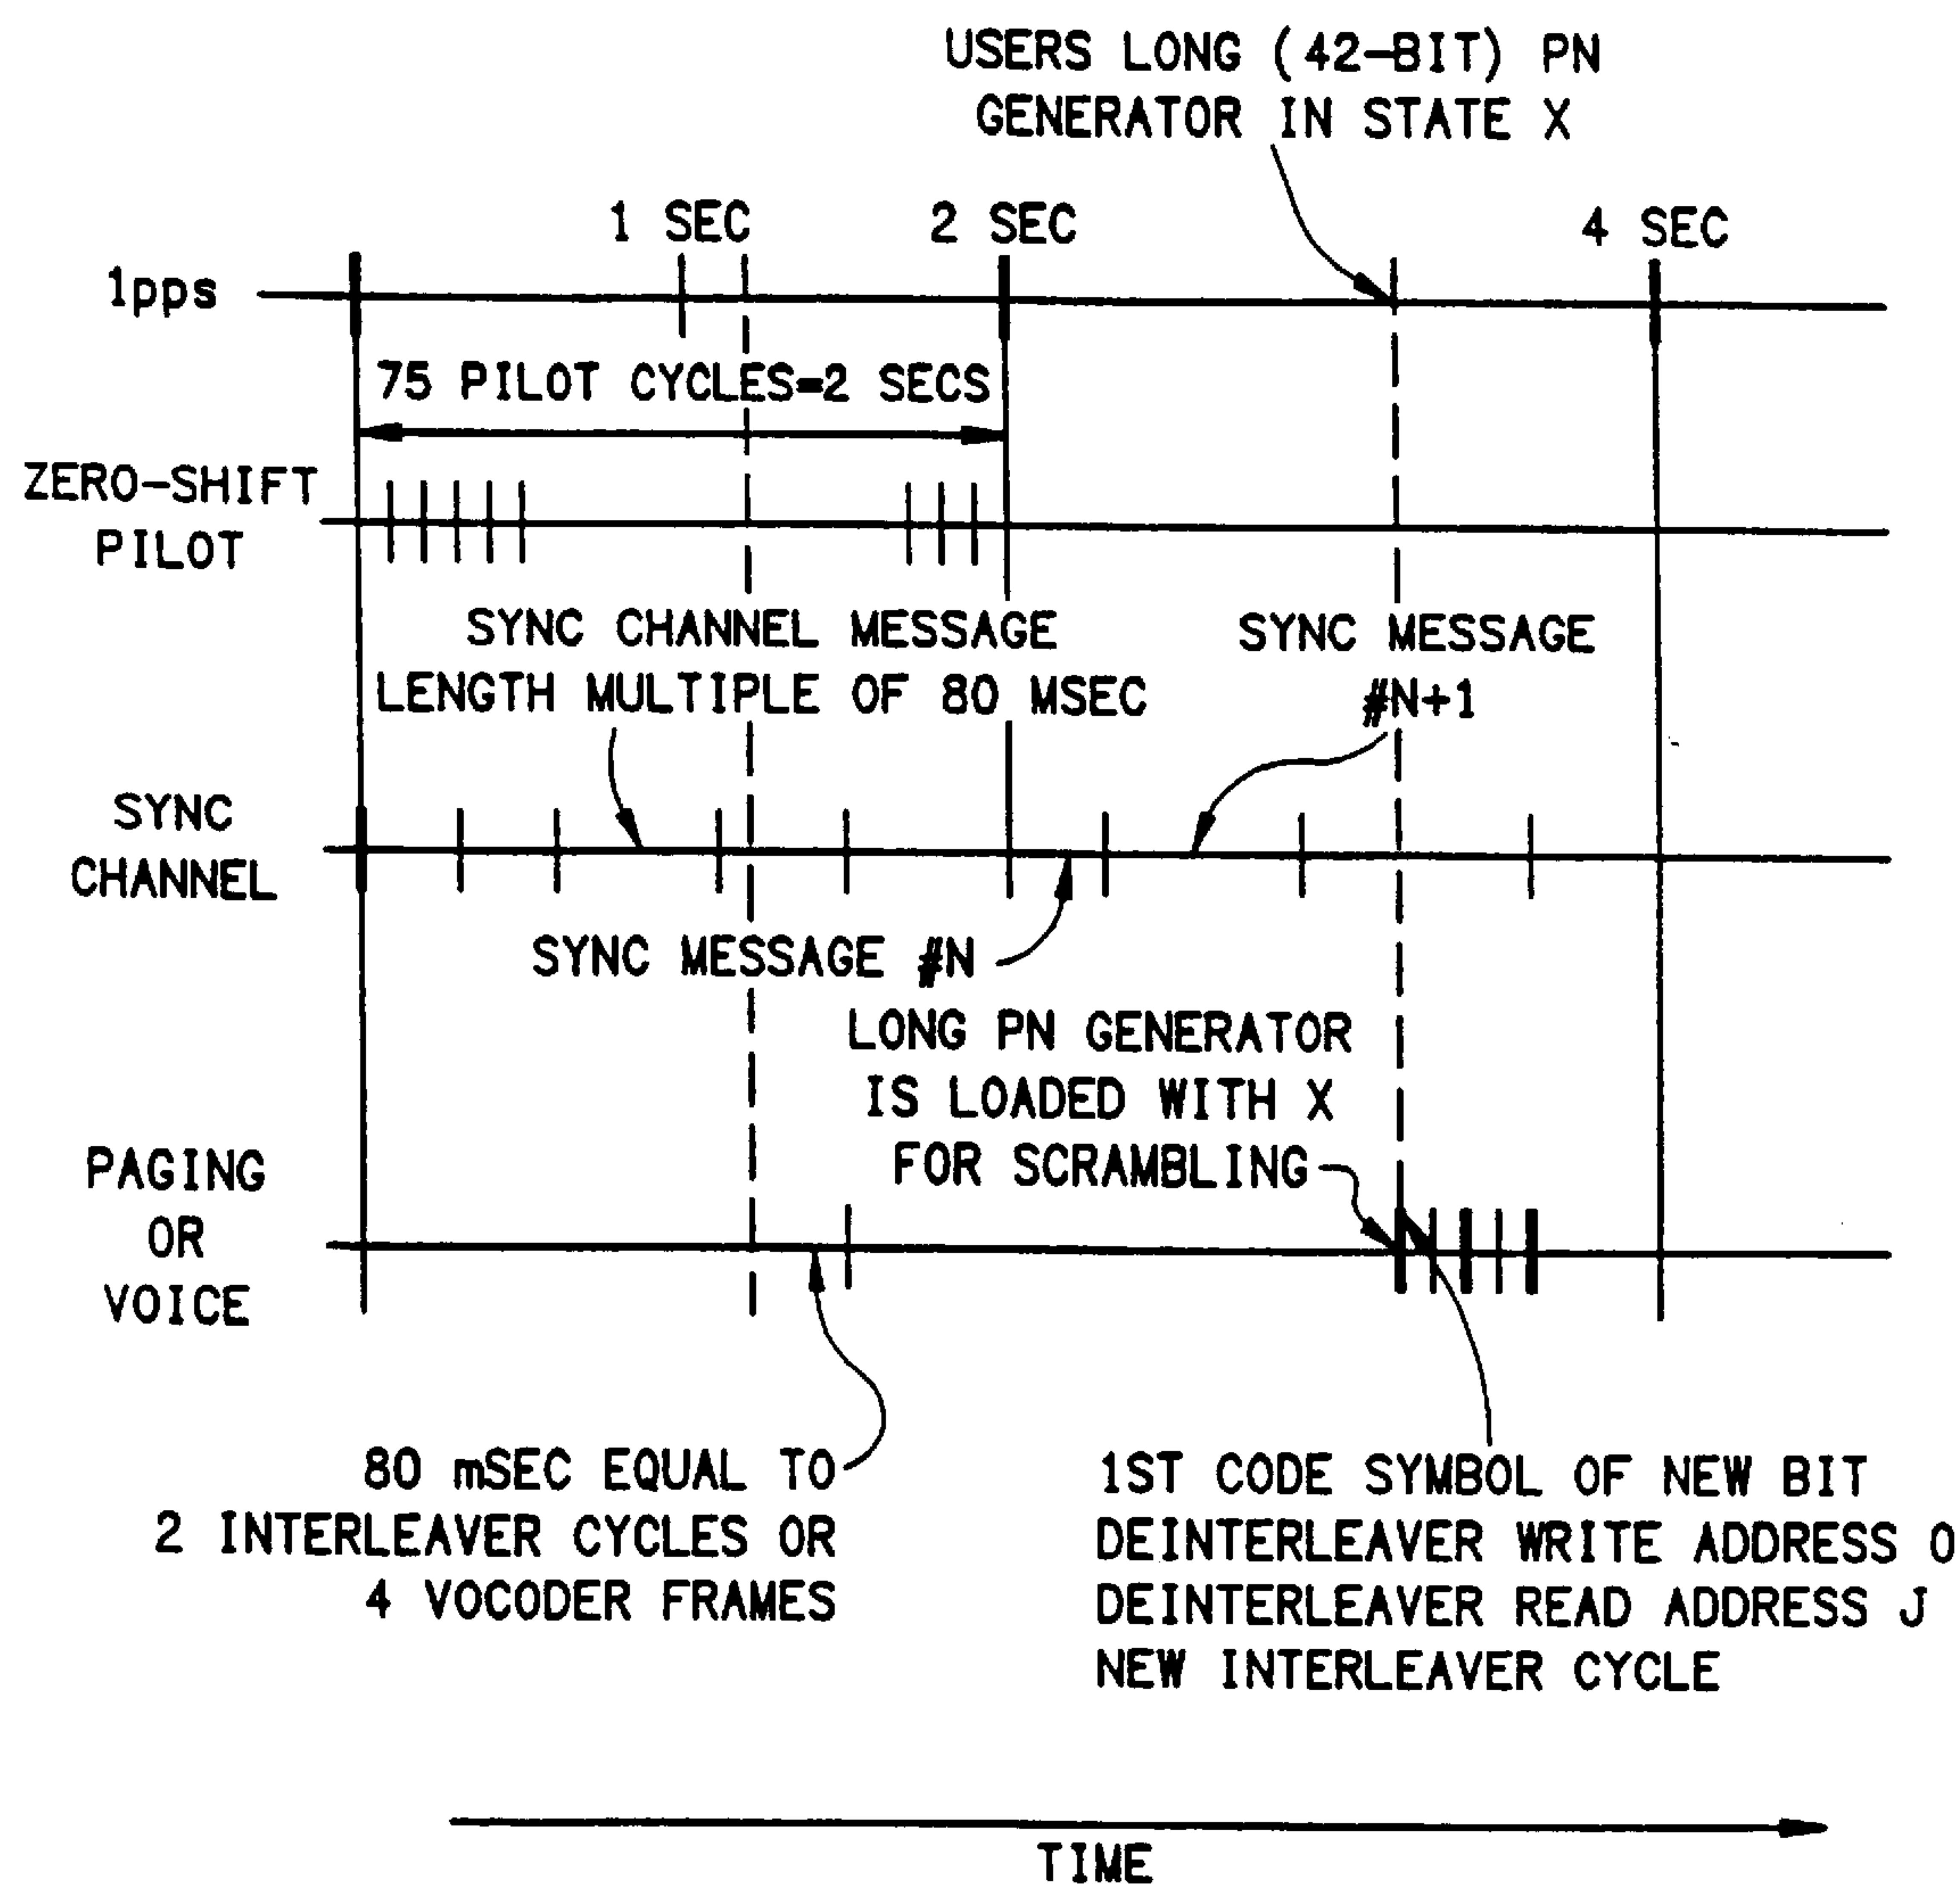 USERS LONG (42-BIT) PN
GENERATOR IN STATE X
1 SEC
2 SEC
4 SEC
1pps
75 PILOT CYCLES=2 SECS
ZERO-SHIFT
PILOT
SYNC CHANNEL MESSAGE
LENGTH MULTIPLE OF 80 MSEC
SYNC MESSAGE
#N+1
SYNC
CHANNEL
SYNC MESSAGE #N
LONG PN GENERATOR
IS LOADED WITH X
FOR SCRAMBLING
PAGING
OR
VOICE
80 mSEC EQUAL TO
2 INTERLEAVER CYCLES OR
4 VOCODER FRAMES
1ST CODE SYMBOL OF NEW BIT
DEINTERLEAVER WRITE ADDRESS 0
DEINTERLEAVER READ ADDRESS J
NEW INTERLEAVER CYCLE
TIME